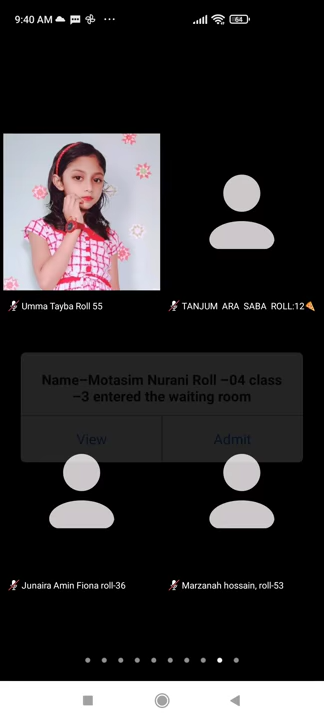 9:40 AM
64
Umma Tayba Roll 55
TANJUM ARA SABA ROLL:12🍕
Name–Motasim Nurani Roll –04 class
–3 entered the waiting room
View
Admit
Junaira Amin Fiona roll-36
Marzanah hossain, roll-53